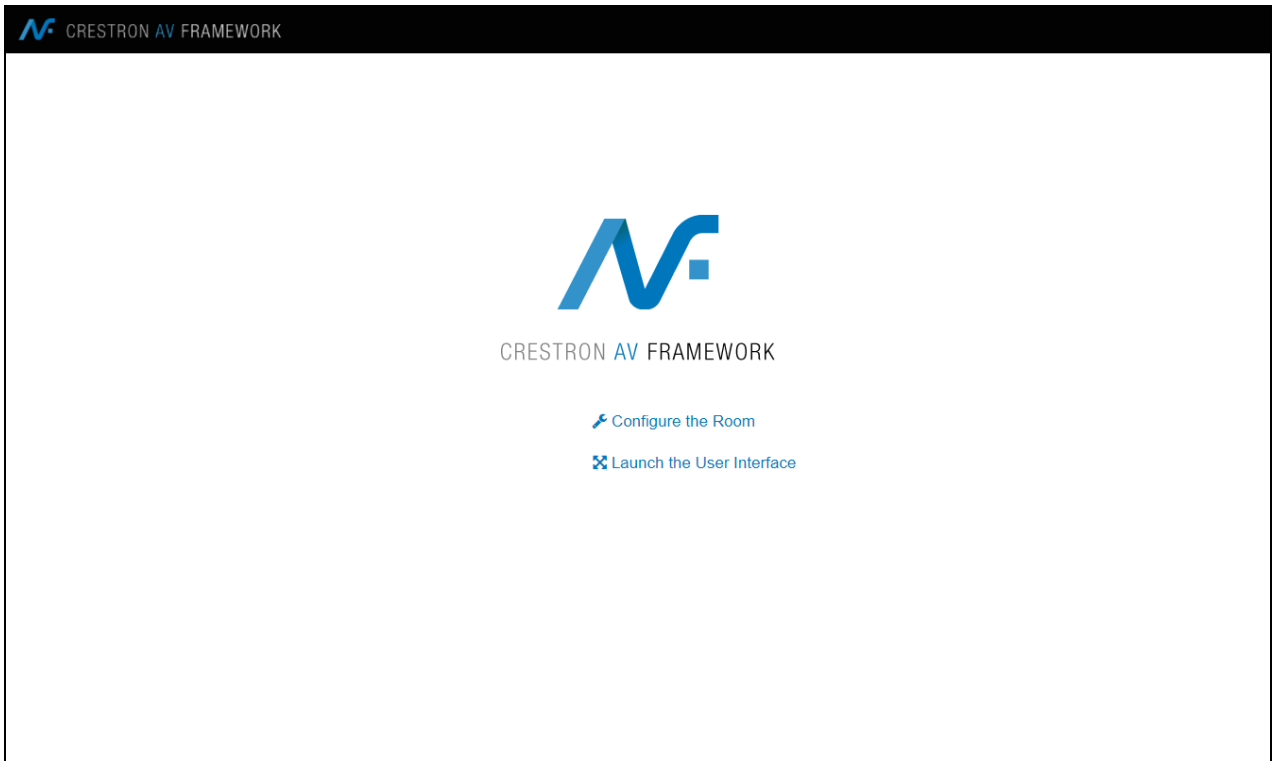 CRESTRON AV FRAMEWORK
CRESTRON AV FRAMEWORK
Configure the Room
Launch the User Interface